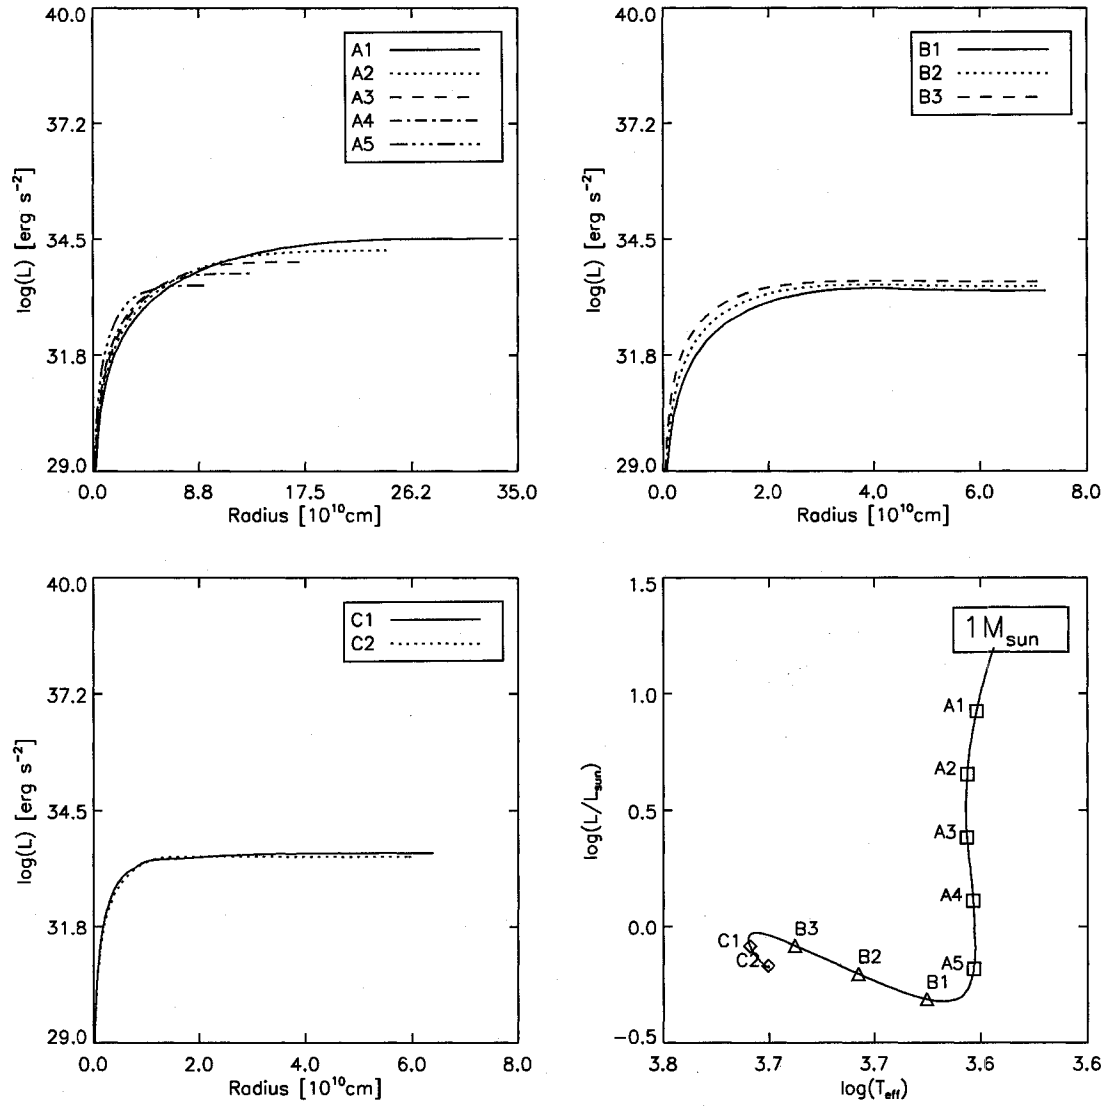 40.0
37.2
34.5
31.8
29.0
log(L) [erg s⁻²]
A1
A2
A3
A4
A5
0.0 8.8 17.5 26.2 35.0
Radius [10¹⁰cm]
40.0
37.2
34.5
31.8
29.0
log(L) [erg s⁻²]
B1
B2
B3
0.0 2.0 4.0 6.0 8.0
Radius [10¹⁰cm]
40.0
37.2
34.5
31.8
29.0
log(L) [erg s⁻²]
C1
C2
0.0 2.0 4.0 6.0 8.0
Radius [10¹⁰cm]
1.5
1.0
0.5
0.0
−0.5
log(L/Lsun)
1Msun
A1
A2
A3
A4
A5
C1
C2
B3
B2
B1
3.8 3.7 3.7 3.6 3.6
log(Teff)